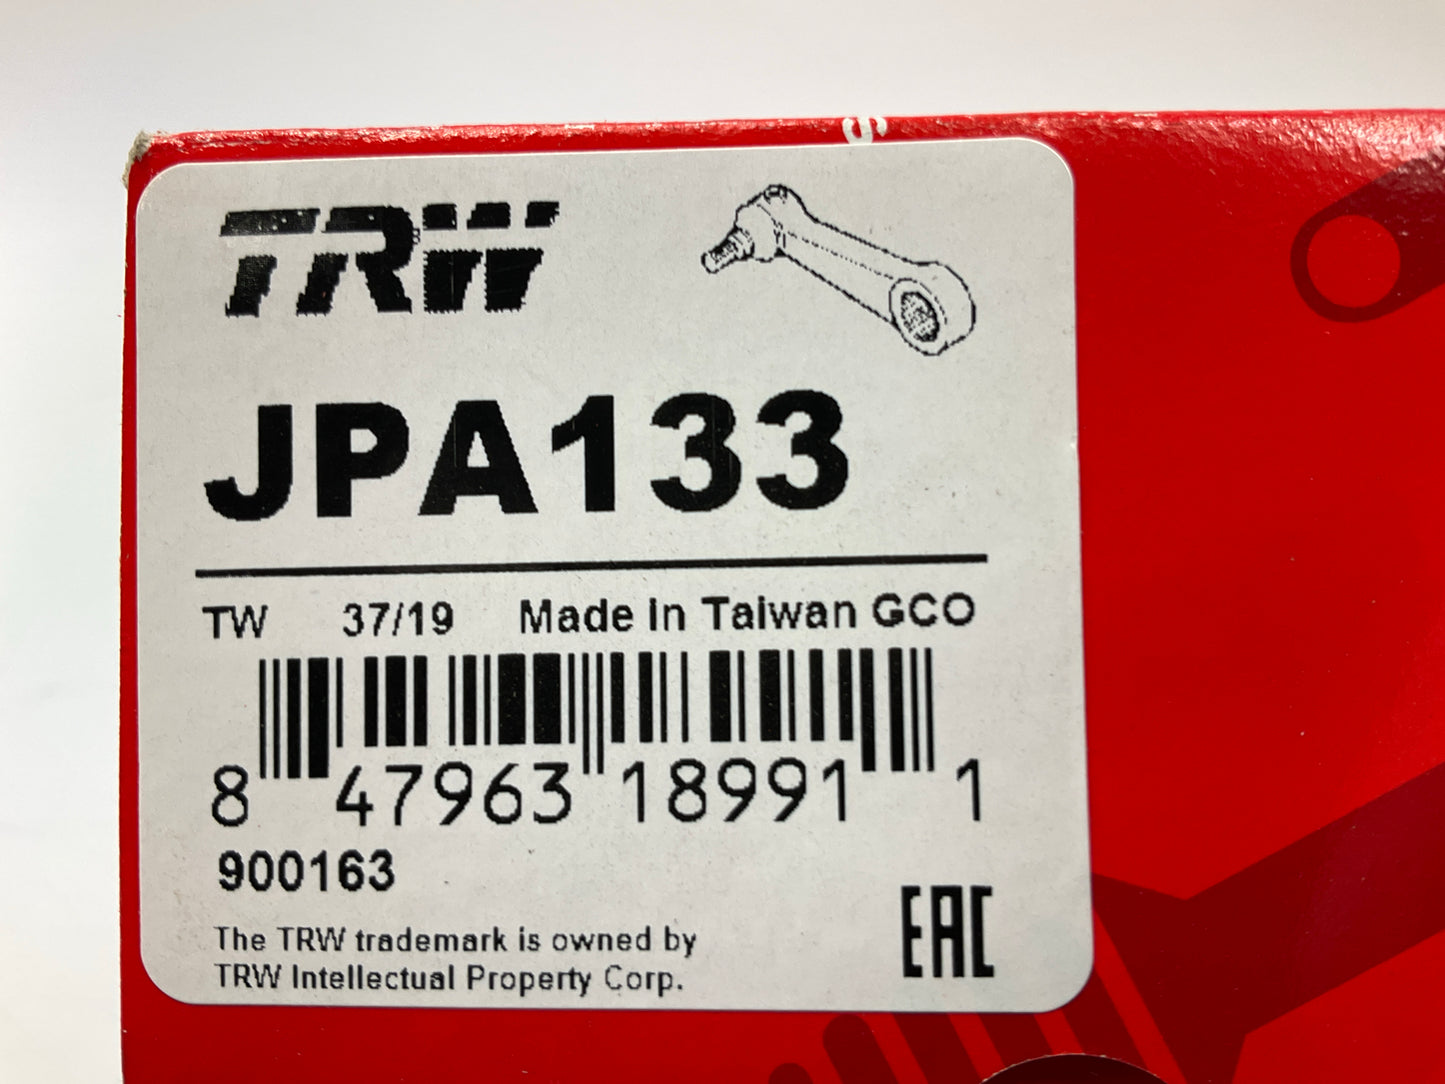 TRW
JPA133
TW 37/19 Made In Taiwan GCO
8 47963 18991 1
900163
The TRW trademark is owned by
TRW Intellectual Property Corp.
EAC